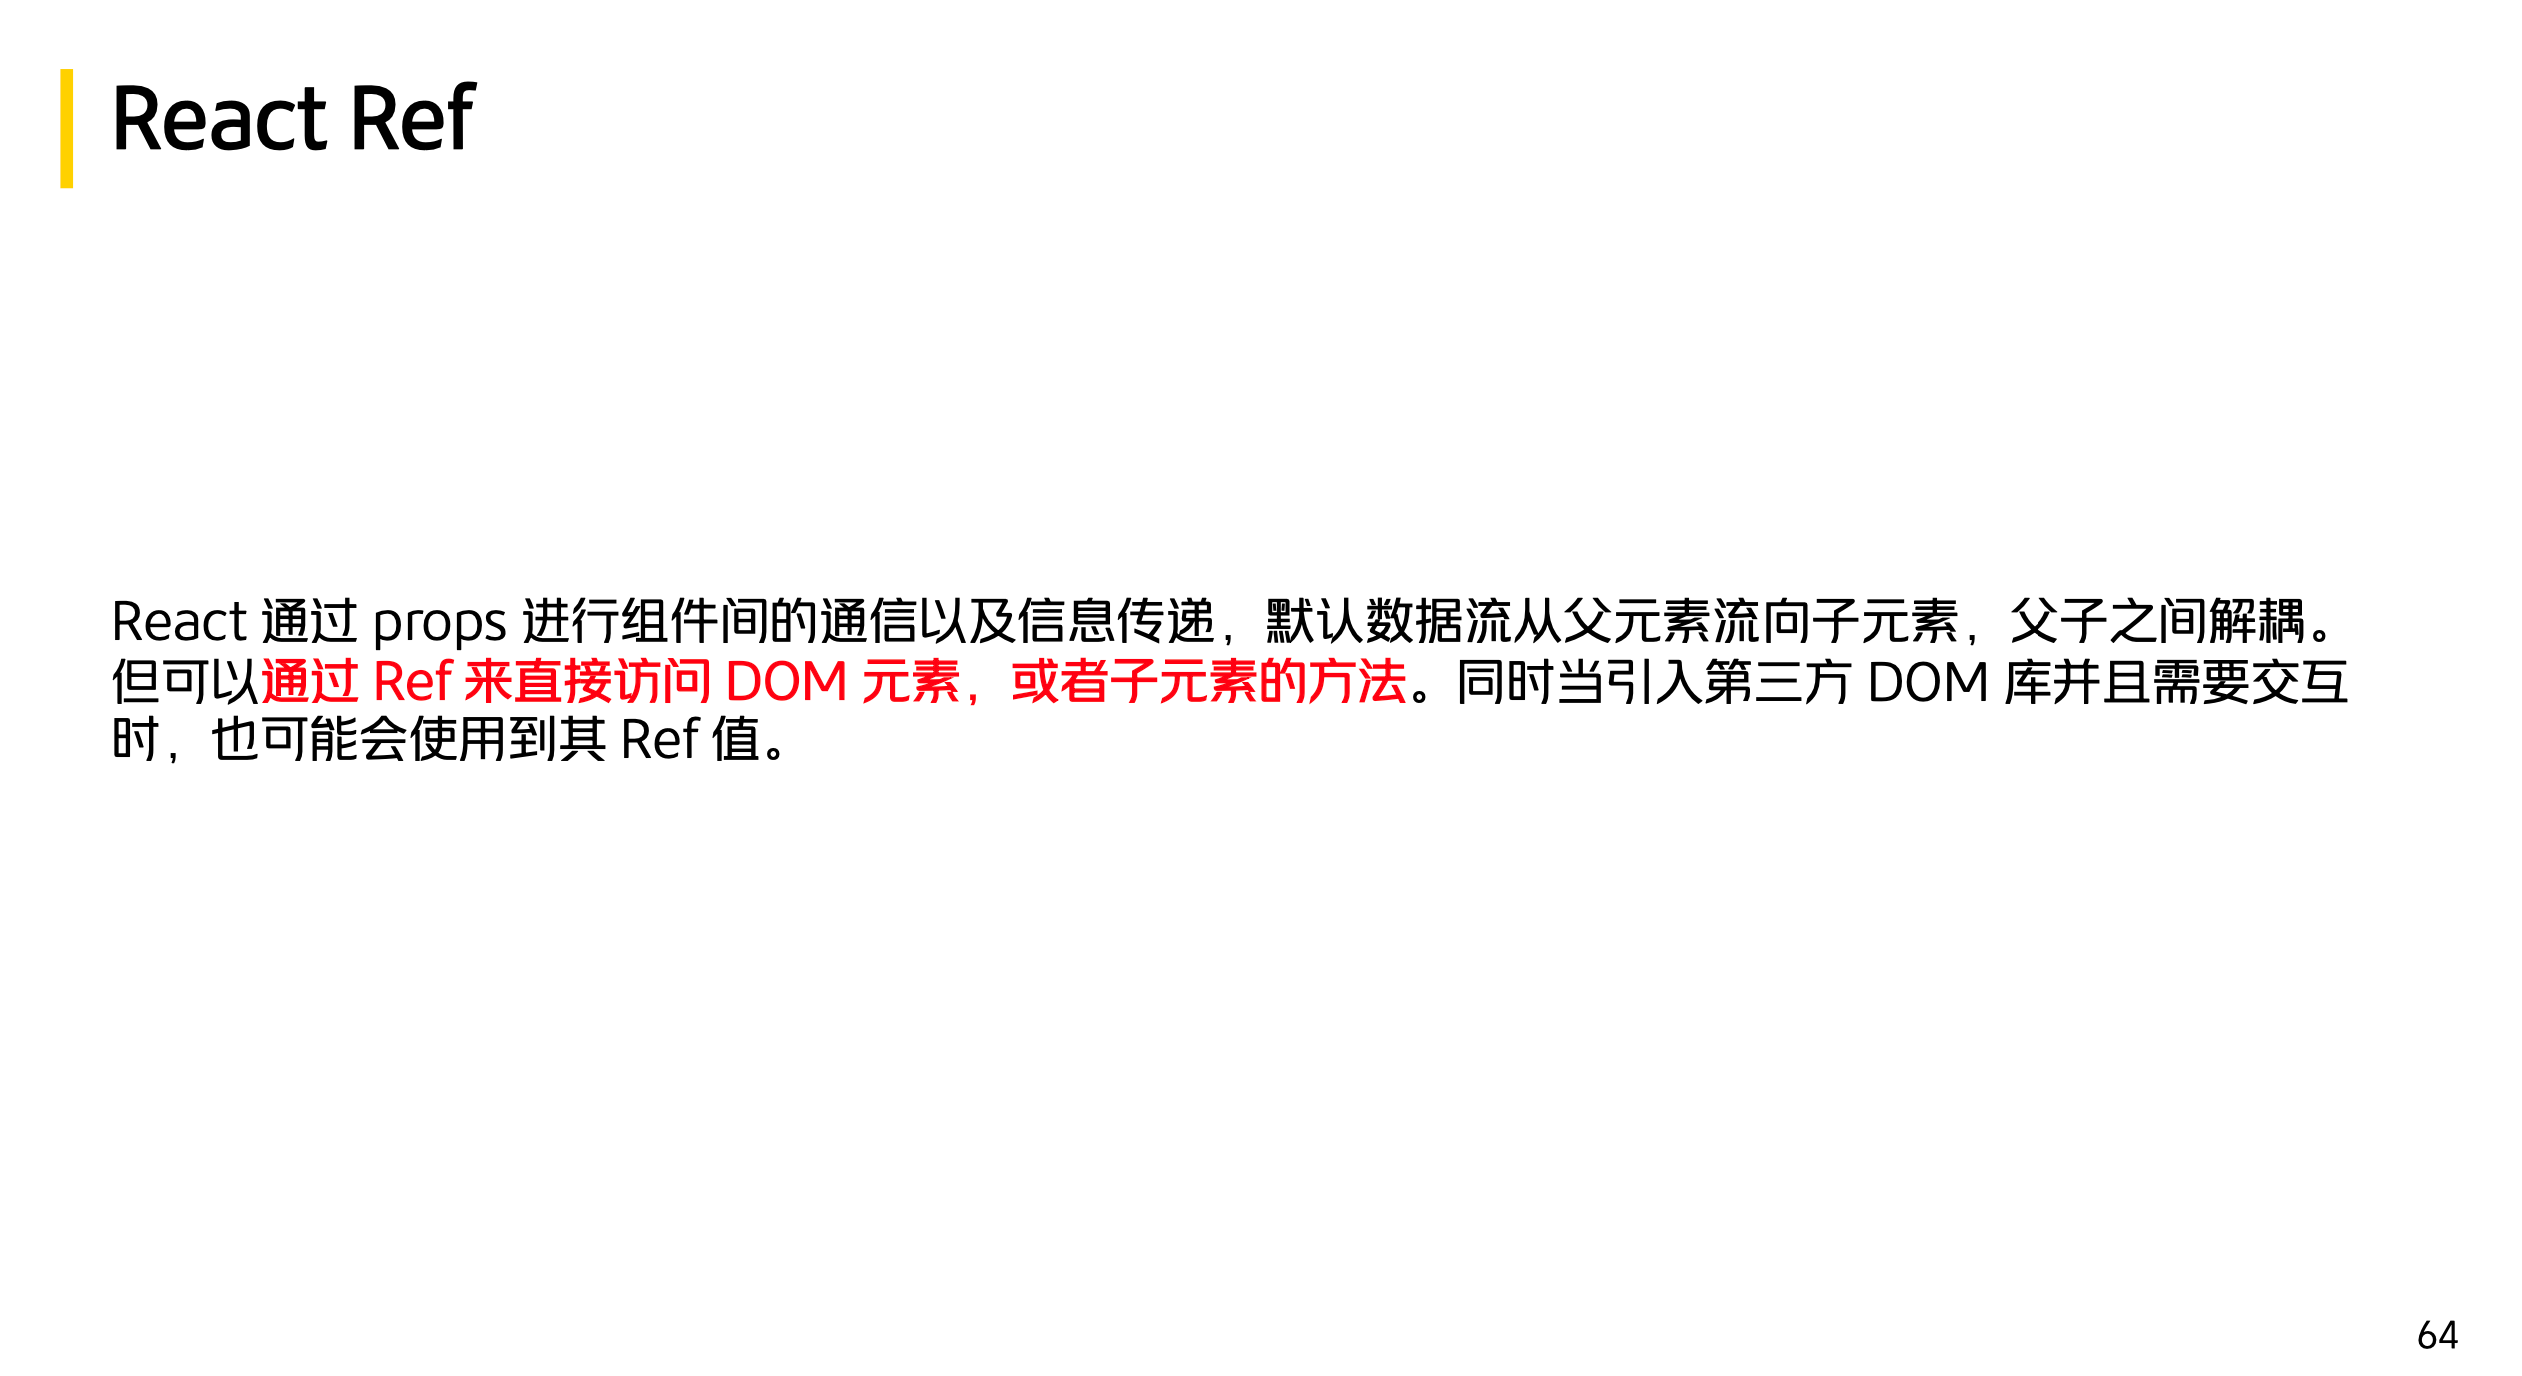 React Ref
React 通过 props 进行组件间的通信以及信息传递，默认数据流从父元素流向子元素，父子之间解耦。
但可以通过 Ref 来直接访问 DOM 元素，或者子元素的方法。同时当引入第三方 DOM 库并且需要交互
时，也可能会使用到其 Ref 值。
64